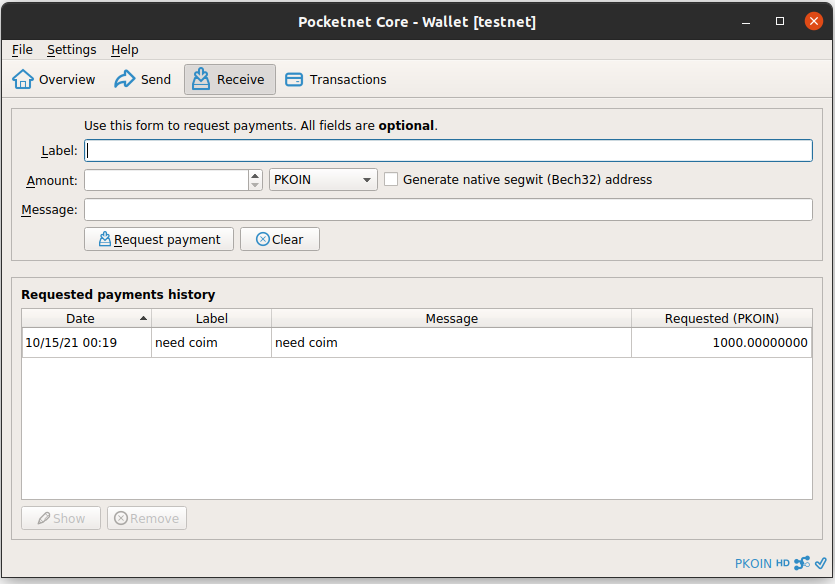 Pocketnet Core - Wallet [testnet]
File Settings Help
Overview Send Receive Transactions
Use this form to request payments. All fields are optional.
Label:
Amount: PKOIN Generate native segwit (Bech32) address
Message:
Request payment Clear
Requested payments history
Date Label Message Requested (PKOIN)
10/15/21 00:19 need coim need coim 1000.00000000
Show Remove
PKOIN HD